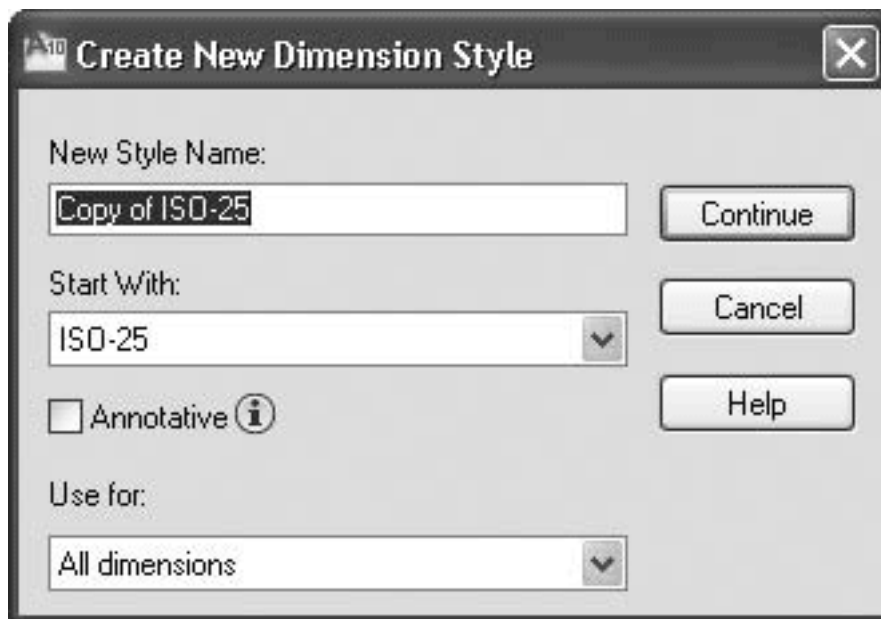 A10 Create New Dimension Style
New Style Name:
Copy of ISO-25
Continue
Start With:
ISO-25
Cancel
Annotative
Help
Use for:
All dimensions